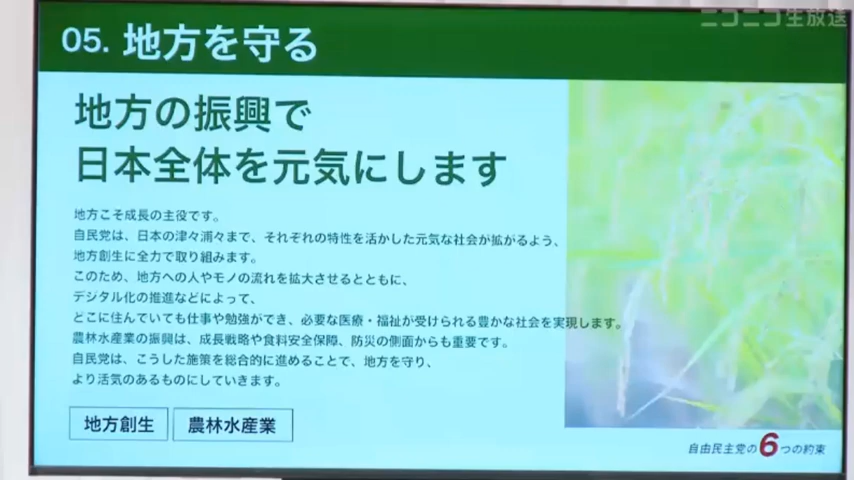 ニコニコ生放送
05. 地方を守る
地方の振興で
日本全体を元気にします
地方こそ成長の主役です。
自民党は、日本の津々浦々まで、それぞれの特性を活かした元気な社会が拡がるよう、
地方創生に全力で取り組みます。
このため、地方への人やモノの流れを拡大させるとともに、
デジタル化の推進などによって、
どこに住んでいても仕事や勉強ができ、必要な医療・福祉が受けられる豊かな社会を実現します。
農林水産業の振興は、成長戦略や食料安全保障、防災の側面からも重要です。
自民党は、こうした施策を総合的に進めることで、地方を守り、
より活気のあるものにしていきます。
地方創生 農林水産業
自由民主党の6つの約束